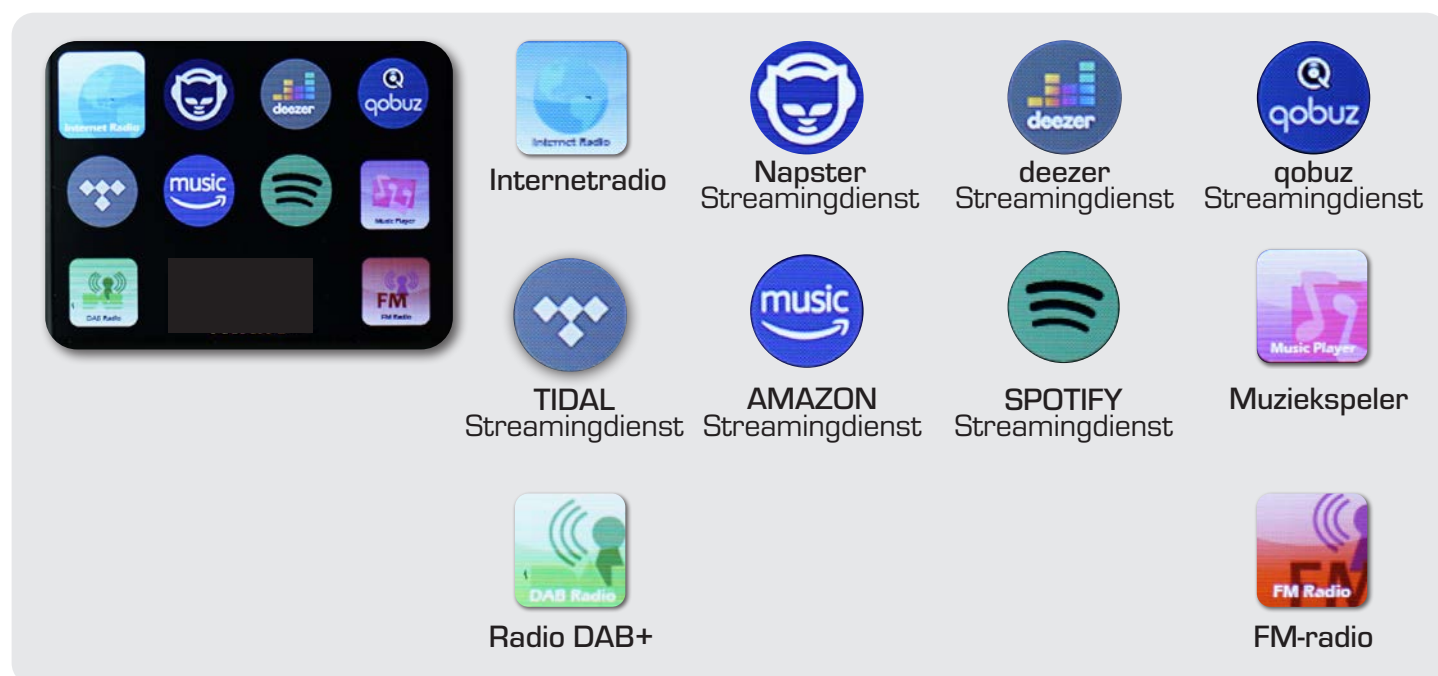 Internet Radio
deezer
qobuz
music
Music Player
DAB Radio
FM
FM Radio
Internet Radio
Internetradio
Napster
Streamingdienst
deezer
deezer
Streamingdienst
qobuz
qobuz
Streamingdienst
TIDAL
Streamingdienst
music
AMAZON
Streamingdienst
SPOTIFY
Streamingdienst
Music Player
Muziekspeler
DAB Radio
Radio DAB+
FM
FM Radio
FM-radio